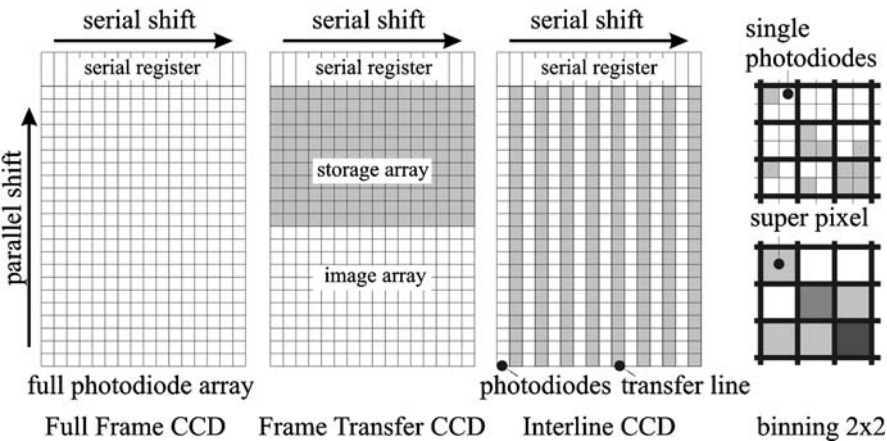 serial shift
serial shift
serial shift
serial register
serial register
serial register
parallel shift
storage array
image array
full photodiode array
photodiodes
transfer line
single
photodiodes
super pixel
Full Frame CCD
Frame Transfer CCD
Interline CCD
binning 2x2